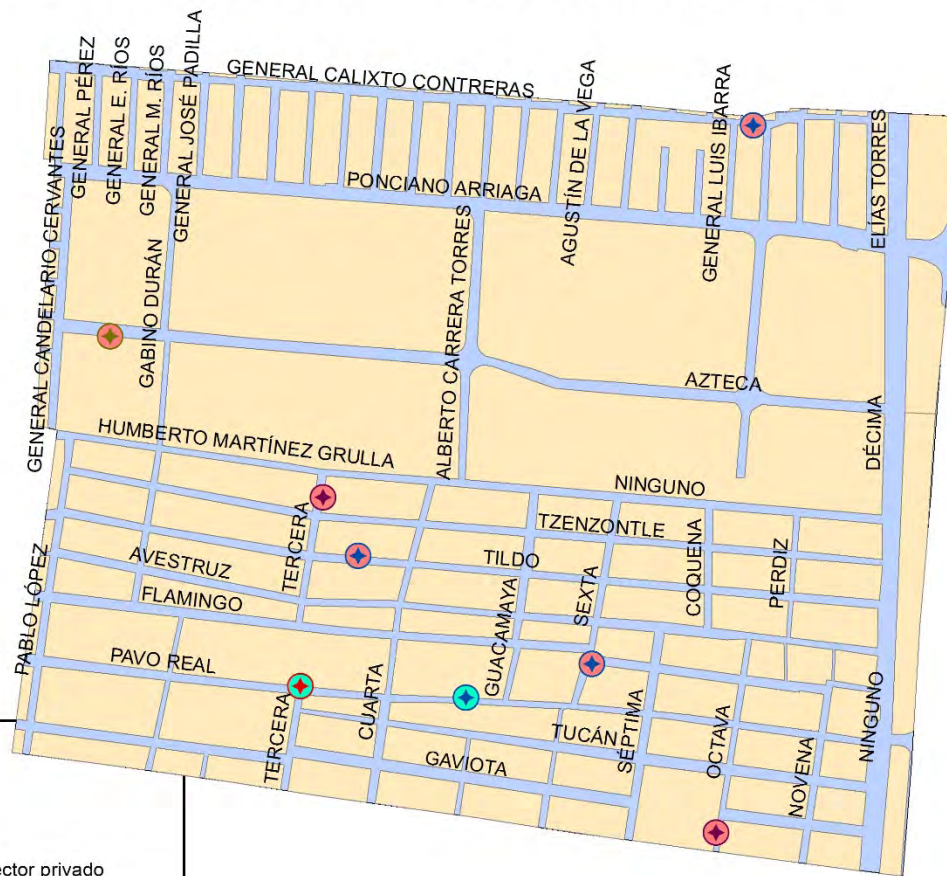 GENERAL CALIXTO CONTRERAS
GENERAL PÉREZ
GENERAL E. RÍOS
GENERAL M. RÍOS
GENERAL JOSÉ PADILLA
AGUSTÍN DE LA VEGA
GENERAL LUIS IBARRA
ELÍAS TORRES
PONCIANO ARRIAGA
GENERAL CANDELARIO CERVANTES
GABINO DURÁN
ALBERTO CARRERA TORRES
AZTECA
DÉCIMA
HUMBERTO MARTÍNEZ GRULLA
NINGUNO
TERCERA
TZENZONTLE
TILDO
COQUENA
PERDIZ
AVESTRUZ
FLAMINGO
GUACAMAYA
SEXTA
PABLO LÓPEZ
PAVO REAL
CUARTA
TERCERA
TUCÁN
GAVIOTA
SÉPTIMA
OCTAVA
NOVENA
NINGUNO
ector privado